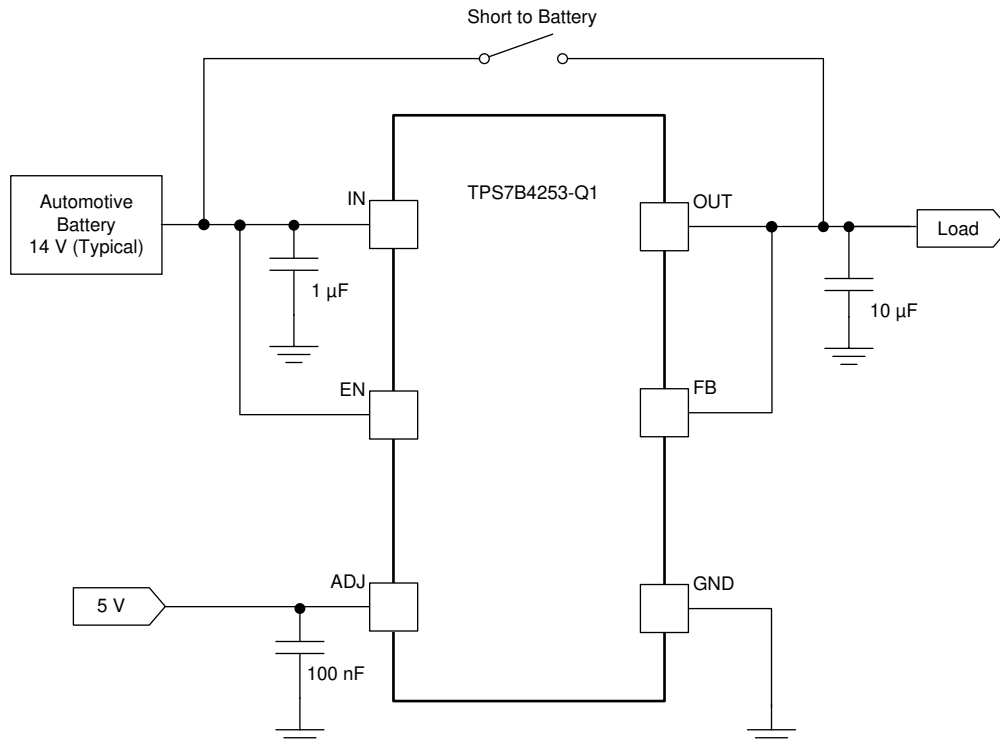 Short to Battery
TPS7B4253-Q1
Automotive
Battery
14 V (Typical)
IN
OUT
Load
1 µF
10 µF
EN
FB
ADJ
GND
5 V
100 nF